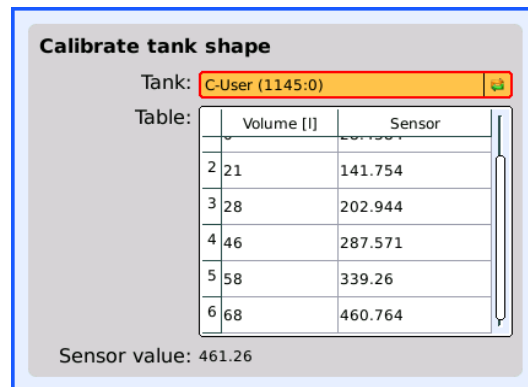 Calibrate tank shape
Tank: C-User (1145:0)
Table:
Volume [l] Sensor
2 21 141.754
3 28 202.944
4 46 287.571
5 58 339.26
6 68 460.764
Sensor value: 461.26